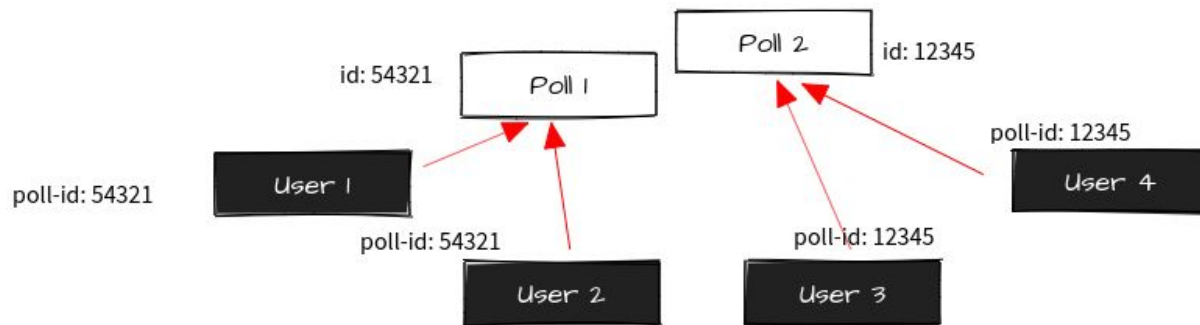 Poll 2
id: 12345
id: 54321
Poll 1
poll-id: 12345
User 1
User 4
poll-id: 54321
poll-id: 54321
poll-id: 12345
User 2
User 3